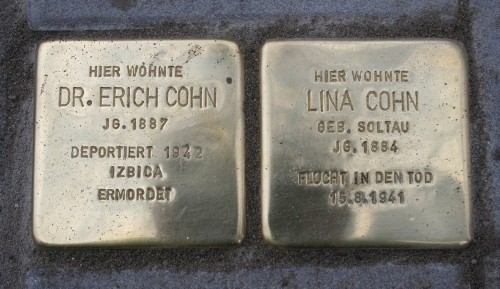 HIER WOHNTE
DR. ERICH COHN
JG. 1887
DEPORTIERT 1942
IZBICA
ERMORDET
HIER WOHNTE
LINA COHN
GEB. SOLTAU
JG. 1884
FLUCHT IN DEN TOD
15.8.1941